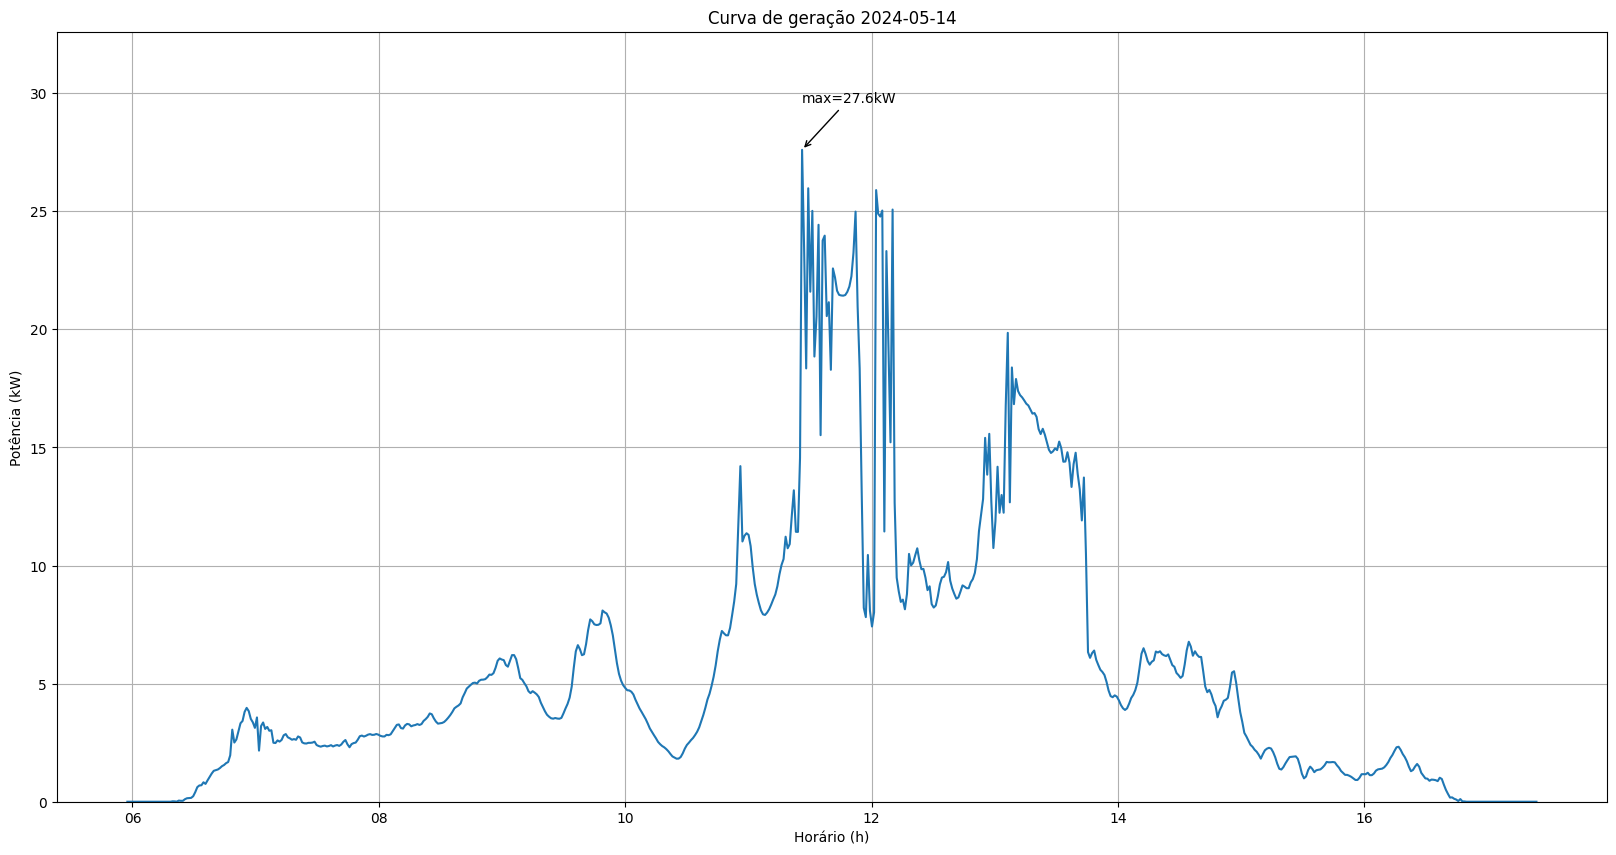 Curva de geração 2024-05-14
max=27.6kW
Potência (kW)
30
25
20
15
10
5
0
06 08 10 12 14 16
Horário (h)